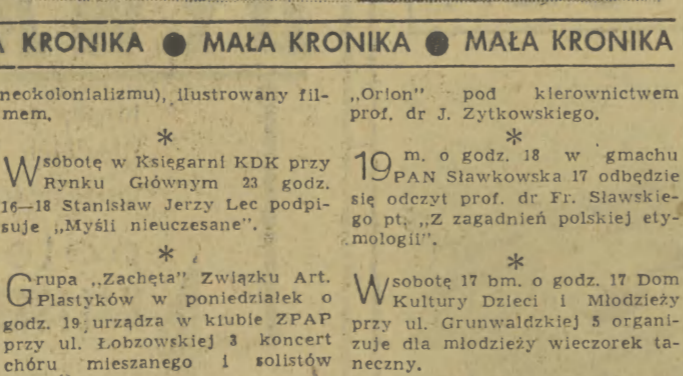 KRONIKA ● MAŁA KRONIKA ● MAŁA KRONIKA
neokolonializmu), ilustrowany fil-
mem.
*
W sobotę w Księgarni KDK przy
Rynku Głównym 23 godz.
16—18 Stanisław Jerzy Lec podpi-
suje „Myśli nieuczesane".
*
Grupa „Zachęta" Związku Art.
Plastyków w poniedziałek o
godz. 19 urządza w klubie ZPAP
przy ul. Łobzowskiej 3 koncert
chóru mieszanego i solistów
„Orion" pod kierownictwem
prof. dr J. Zytkowskiego.
*
19 m. o godz. 18 w gmachu
PAN Sławkowska 17 odbędzie
się odczyt prof. dr Fr. Sławskie-
go pt. „Z zagadnień polskiej ety-
mologii".
*
W sobotę 17 bm. o godz. 17 Dom
Kultury Dzieci i Młodzieży
przy ul. Grunwaldzkiej 5 organi-
zuje dla młodzieży wieczorek ta-
neczny.